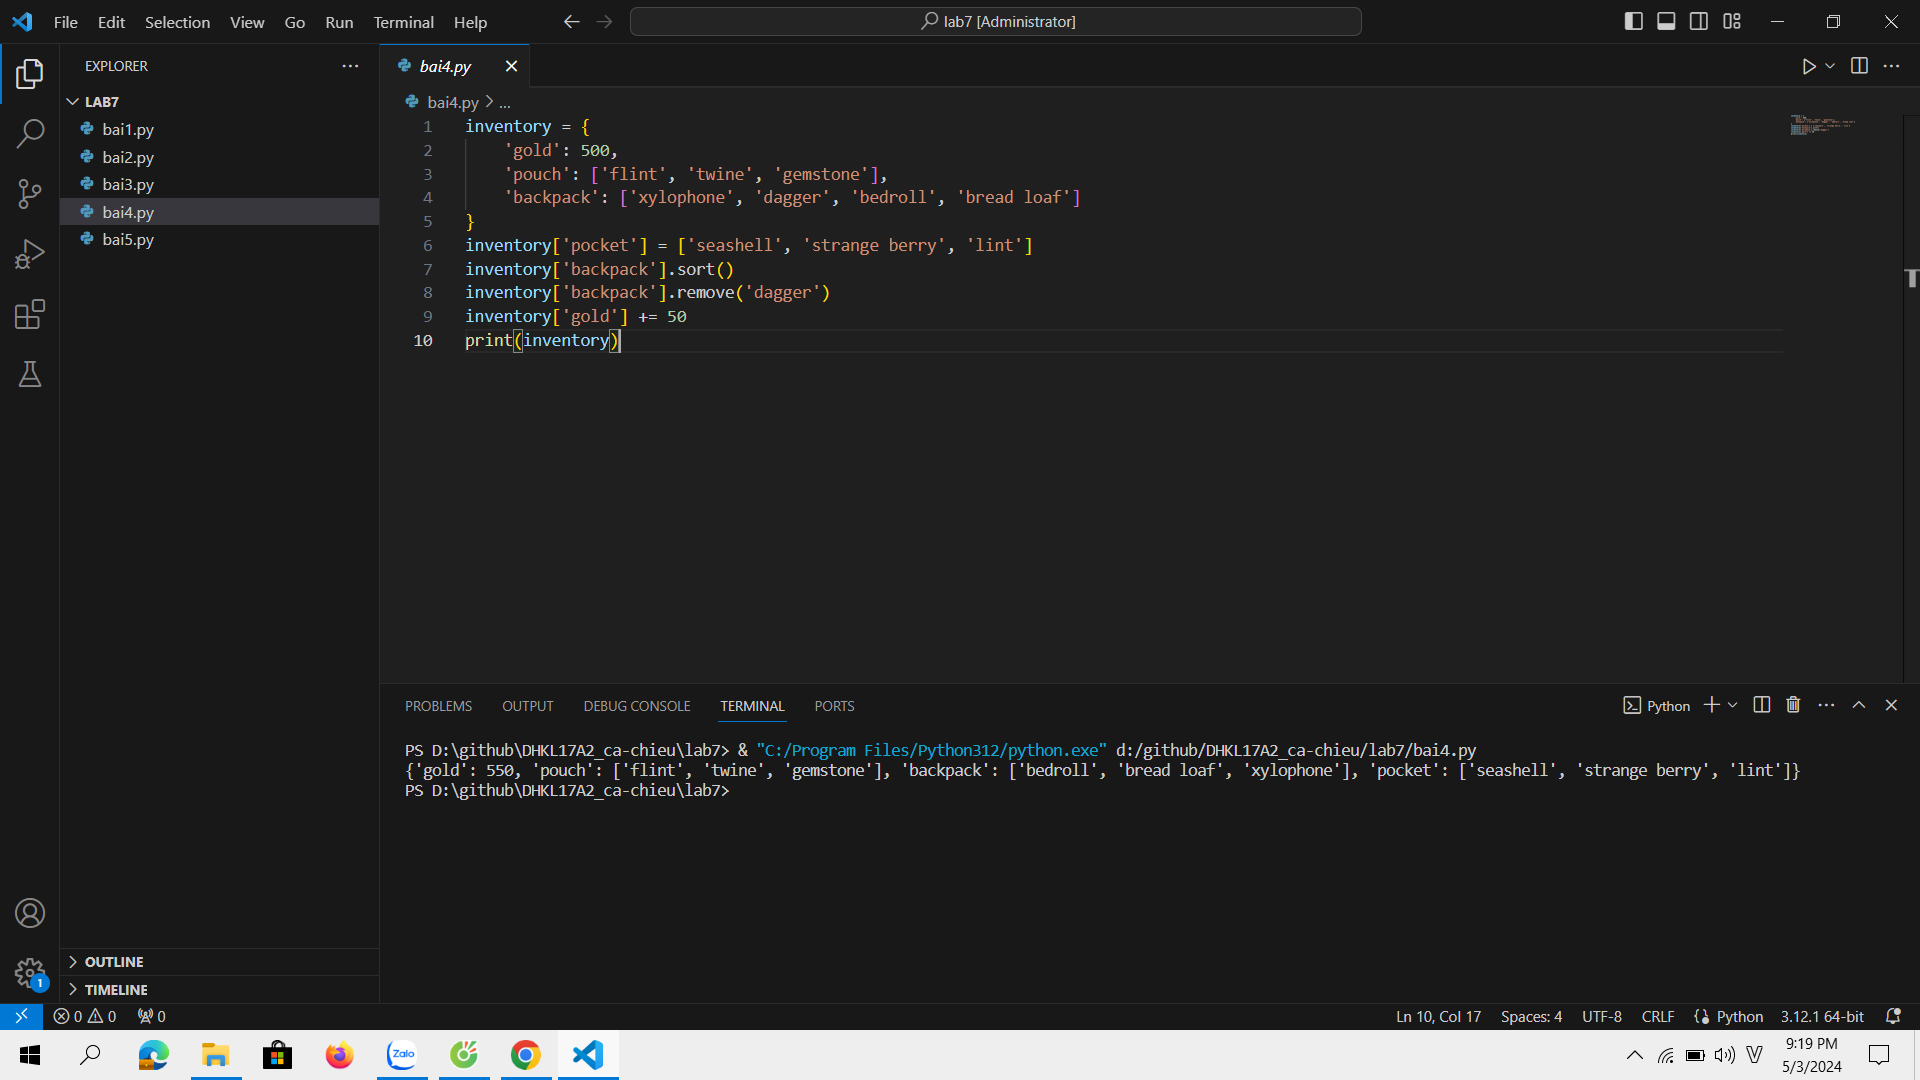 File Edit Selection View Go Run Terminal Help
lab7 [Administrator]
EXPLORER
LAB7
bai1.py
bai2.py
bai3.py
bai4.py
bai5.py
OUTLINE
TIMELINE
bai4.py
bai4.py > ...
1 inventory = {
2     'gold': 500,
3     'pouch': ['flint', 'twine', 'gemstone'],
4     'backpack': ['xylophone', 'dagger', 'bedroll', 'bread loaf']
5 }
6 inventory['pocket'] = ['seashell', 'strange berry', 'lint']
7 inventory['backpack'].sort()
8 inventory['backpack'].remove('dagger')
9 inventory['gold'] += 50
10 print(inventory)
PROBLEMS OUTPUT DEBUG CONSOLE TERMINAL PORTS
Python
PS D:\github\DHKL17A2_ca-chieu\lab7> & "C:/Program Files/Python312/python.exe" d:/github/DHKL17A2_ca-chieu/lab7/bai4.py
{'gold': 550, 'pouch': ['flint', 'twine', 'gemstone'], 'backpack': ['bedroll', 'bread loaf', 'xylophone'], 'pocket': ['seashell', 'strange berry', 'lint']}
PS D:\github\DHKL17A2_ca-chieu\lab7>
1
0 0 0
Ln 10, Col 17 Spaces: 4 UTF-8 CRLF Python 3.12.1 64-bit
Zalo
V
9:19 PM
5/3/2024